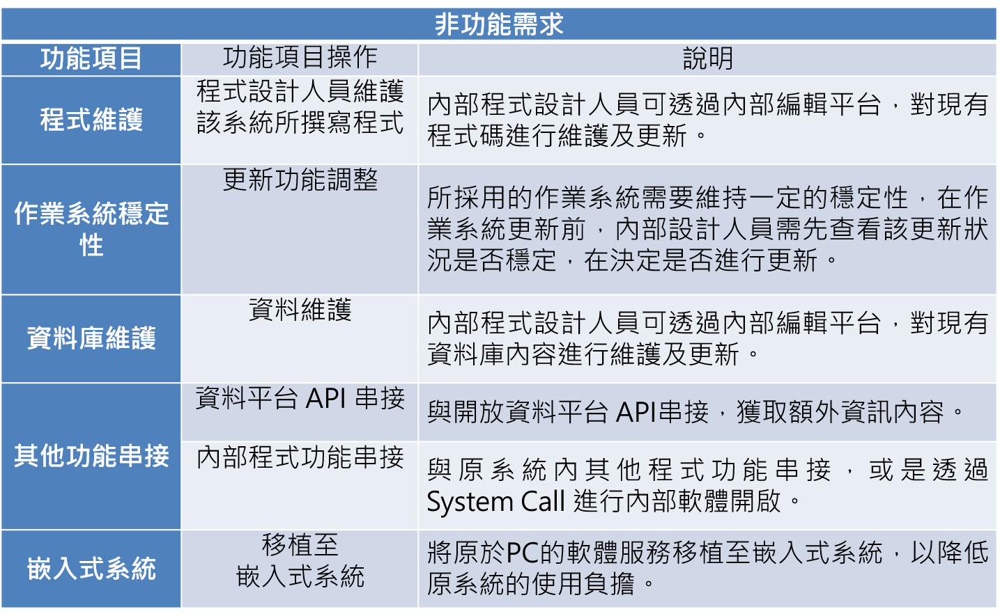 非功能需求
功能項目
功能項目操作
說明
程式維護
程式設計人員維護
該系統所撰寫程式
內部程式設計人員可透過內部編輯平台，對現有
程式碼進行維護及更新。
作業系統穩定
性
更新功能調整
所採用的作業系統需要維持一定的穩定性，在作
業系統更新前，內部設計人員需先查看該更新狀
況是否穩定，在決定是否進行更新。
資料庫維護
資料維護
內部程式設計人員可透過內部編輯平台，對現有
資料庫內容進行維護及更新。
其他功能串接
資料平台 API 串接
與開放資料平台 API串接，獲取額外資訊內容。
內部程式功能串接
與原系統內其他程式功能串接，或是透過
System Call 進行內部軟體開啟。
嵌入式系統
移植至
嵌入式系統
將原於PC的軟體服務移植至嵌入式系統，以降低
原系統的使用負擔。